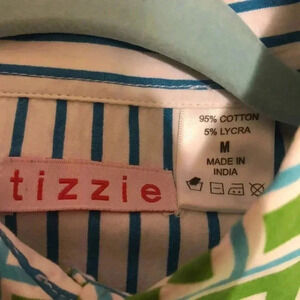 tizzie
95% COTTON
5% LYCRA
M
MADE IN
INDIA